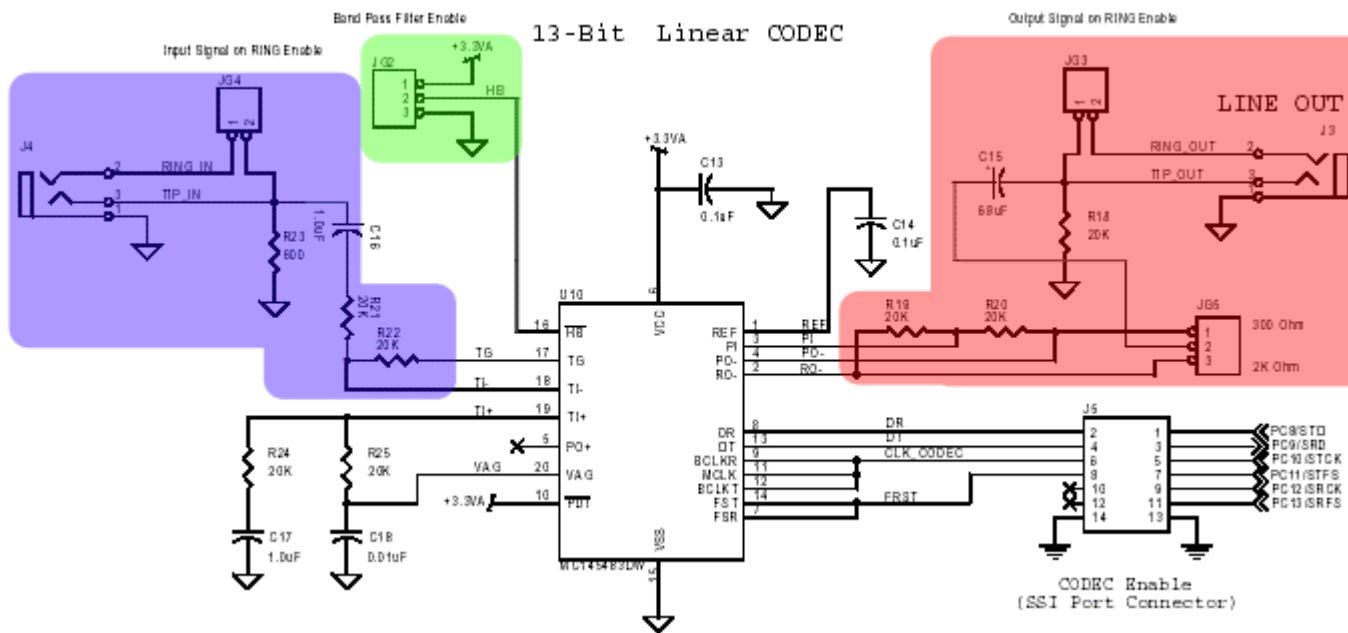 Band Pass Filter Enable
Output Signal on RING Enable
13-Bit Linear CODEC
Input Signal on RING Enable
+3.3VA
JG2
1
2
3
HB
JG4
1
2
JG3
1
2
LINE OUT
J4
2
RING_IN
3
TIP_IN
1
J3
RING_OUT
2
TIP_OUT
3
1
+3.3VA
C13
0.1uF
C15
+
68uF
C14
0.1uF
R18
20K
1.0uF
C16
R23
600
R21
20K
R22
20K
R19
20K
R20
20K
JG5
1
2
3
300 Ohm
2K Ohm
U10
6
VCC
16
HB
17
TG
TG
18
TI-
TI-
19
TI+
TI+
5
PO+
20
VAG
VAG
10
PDT
+3.3VA
REF
1
REF
PI
3
PI
PO-
4
PO-
RO-
2
RO-
DR
8
DR
DT
13
DT
BCLKR
9
CLK_CODEC
MCLK
11
BCLKT
12
FST
14
FRST
FSR
7
VSS
15
MC145483DW
R24
20K
R25
20K
C17
1.0uF
C18
0.01uF
J5
2
1
4
3
6
5
8
7
10
9
12
11
14
13
PC8/STD
PC9/SRD
PC10/STCK
PC11/STFS
PC12/SRCK
PC13/SRFS
CODEC Enable
(SSI Port Connector)